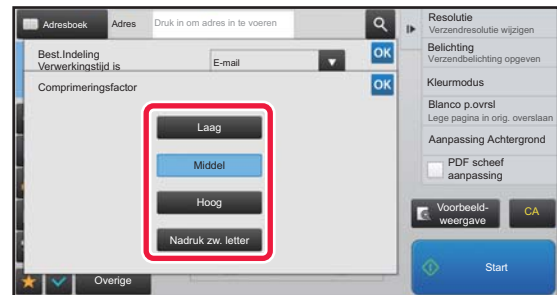 Adresboek
Adres
Druk in om adres in te voeren
Best.Indeling
Verwerkingstijd is
E-mail
OK
Comprimeringsfactor
OK
Laag
Middel
Hoog
Nadruk zw. letter
Overige
Resolutie
Verzendresolutie wijzigen
Belichting
Verzendbelichting opgeven
Kleurmodus
Blanco p.ovrsl
Lege pagina in orig. overslaan
Aanpassing Achtergrond
PDF scheef
aanpassing
Voorbeeld-
weergave
CA
Start